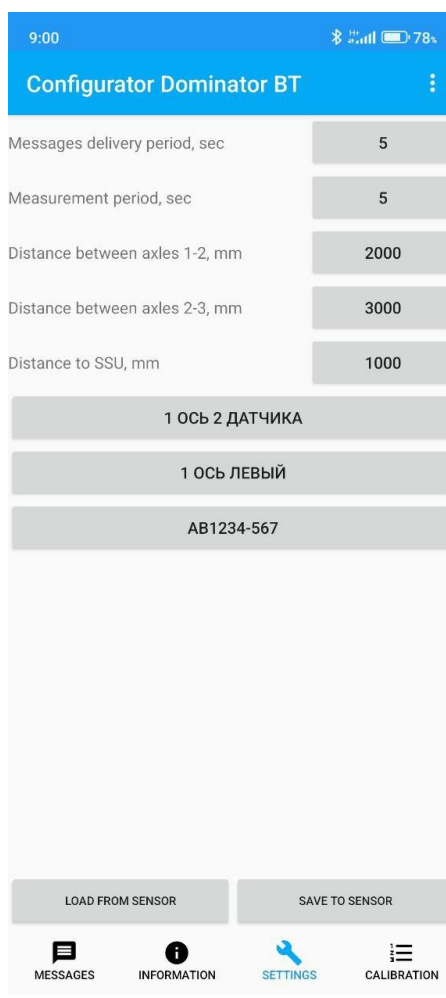 9:00 78%
Configurator Dominator BT
Messages delivery period, sec 5
Measurement period, sec 5
Distance between axles 1-2, mm 2000
Distance between axles 2-3, mm 3000
Distance to SSU, mm 1000
1 ОСЬ 2 ДАТЧИКА
1 ОСЬ ЛЕВЫЙ
AB1234-567
LOAD FROM SENSOR SAVE TO SENSOR
MESSAGES INFORMATION SETTINGS CALIBRATION